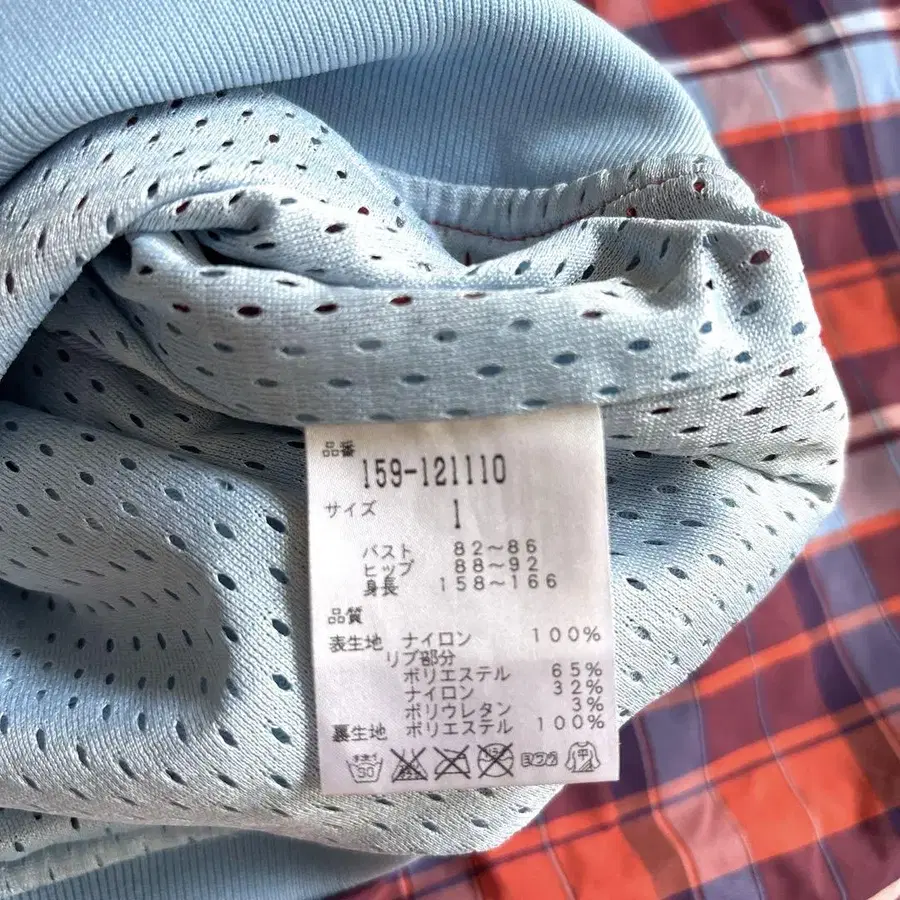 品番
159-121110
サイズ 1
バスト 82～86
ヒップ 88～92
身長 158～166
品質
表生地 ナイロン 100%
リブ部分
ポリエステル 65%
ナイロン 32%
ポリウレタン 3%
裏生地 ポリエステル 100%
中